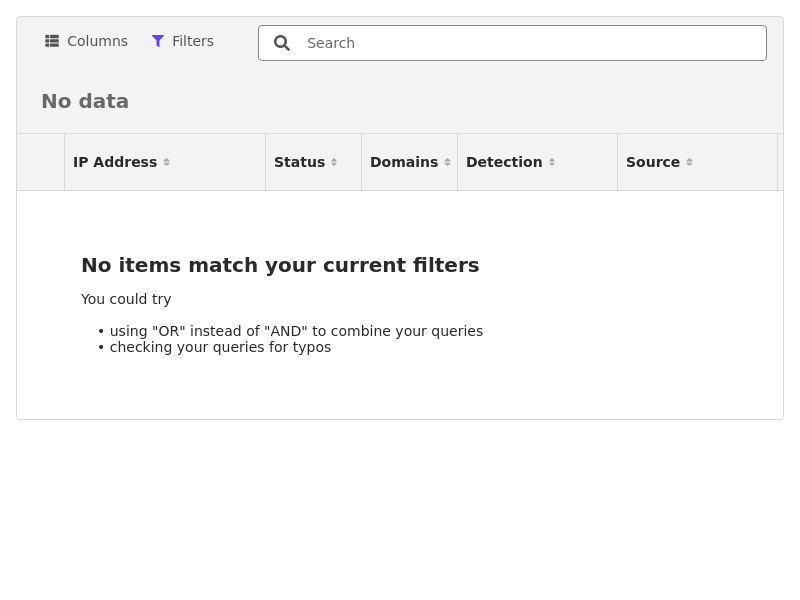 Columns
Filters
Search
No data
IP Address
Status
Domains
Detection
Source
No items match your current filters
You could try
• using "OR" instead of "AND" to combine your queries
• checking your queries for typos